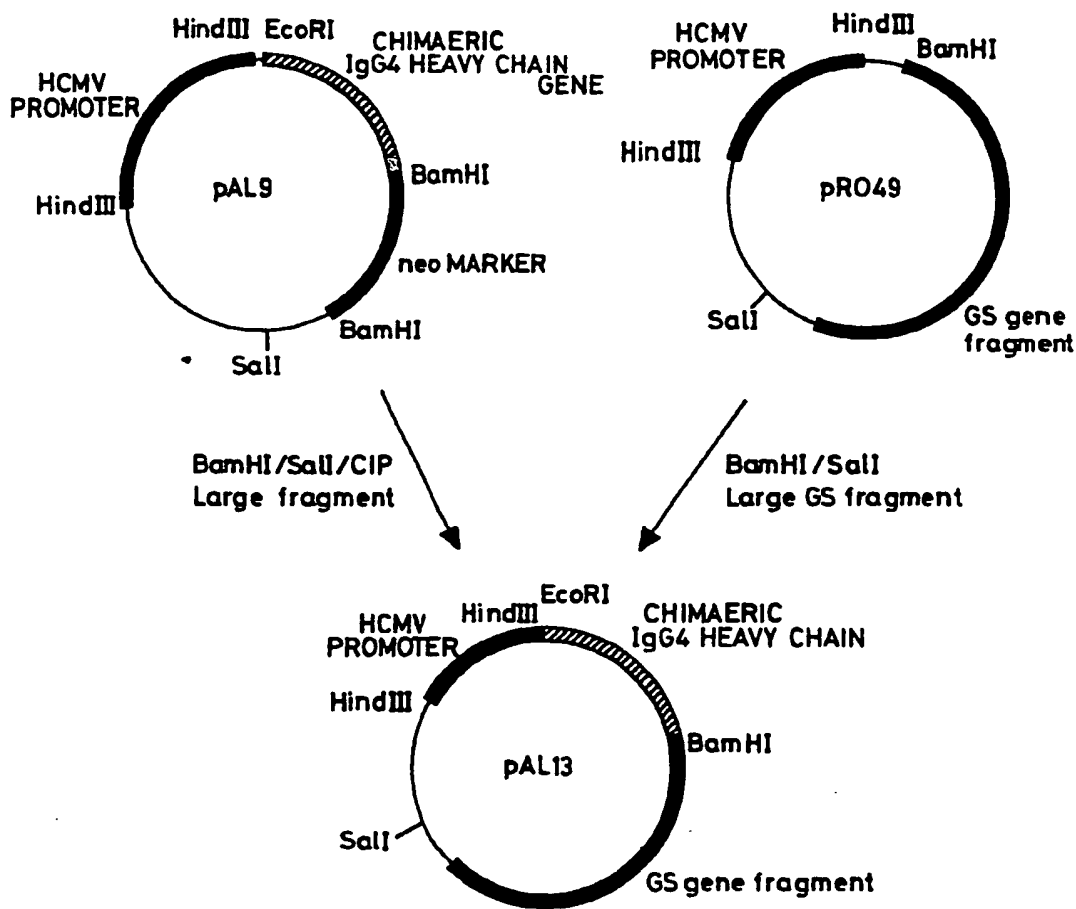 HindIII EcoRI
CHIMAERIC
IgG4 HEAVY CHAIN
GENE
HCMV
PROMOTER
HindIII
pAL9
BamHI
neo MARKER
BamHI
SalI
HindIII
HCMV
PROMOTER
BamHI
HindIII
pRO49
SalI
GS gene
fragment
BamHI/SalI/CIP
Large fragment
BamHI/SalI
Large GS fragment
EcoRI
HindIII
HCMV
PROMOTER
CHIMAERIC
IgG4 HEAVY CHAIN
HindIII
BamHI
pAL13
SalI
GS gene fragment